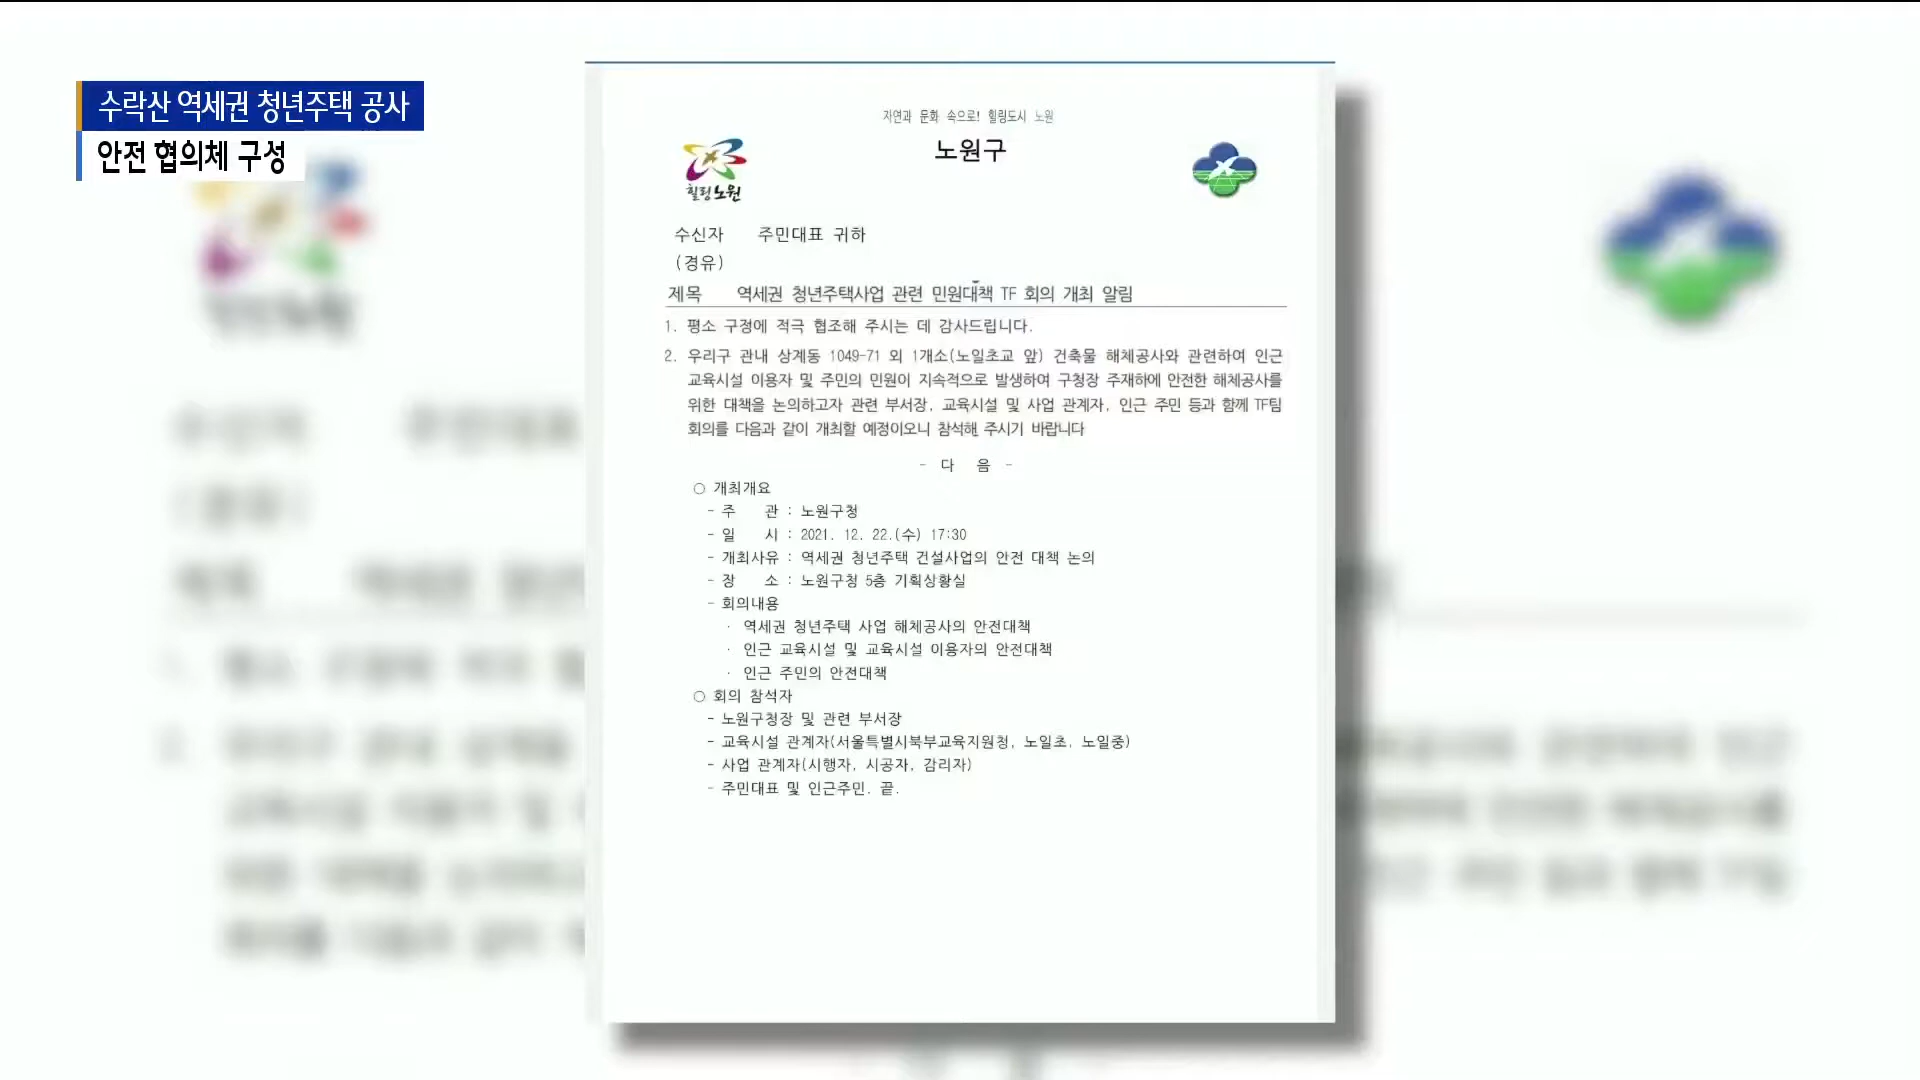 수락산 역세권 청년주택 공사
안전 협의체 구성
자연과 문화 속으로! 힐링도시 노원
노원구
힐링노원
수신자 주민대표 귀하
(경유)
제목 역세권 청년주택사업 관련 민원대책 TF 회의 개최 알림
1. 평소 구정에 적극 협조해 주시는 데 감사드립니다.
2. 우리구 관내 상계동 1049-71 외 1개소(노일초교 앞) 건축물 해체공사와 관련하여 인근
교육시설 이용자 및 주민의 민원이 지속적으로 발생하여 구청장 주재하에 안전한 해체공사를
위한 대책을 논의하고자 관련 부서장, 교육시설 및 사업 관계자, 인근 주민 등과 함께 TF팀
회의를 다음과 같이 개최할 예정이오니 참석해 주시기 바랍니다
- 다 음 -
○ 개최개요
- 주 관 : 노원구청
- 일 시 : 2021. 12. 22.(수) 17:30
- 개최사유 : 역세권 청년주택 건설사업의 안전 대책 논의
- 장 소 : 노원구청 5층 기획상황실
- 회의내용
· 역세권 청년주택 사업 해체공사의 안전대책
· 인근 교육시설 및 교육시설 이용자의 안전대책
· 인근 주민의 안전대책
○ 회의 참석자
- 노원구청장 및 관련 부서장
- 교육시설 관계자(서울특별시북부교육지원청, 노일초, 노일중)
- 사업 관계자(시행자, 시공자, 감리자)
- 주민대표 및 인근주민. 끝.